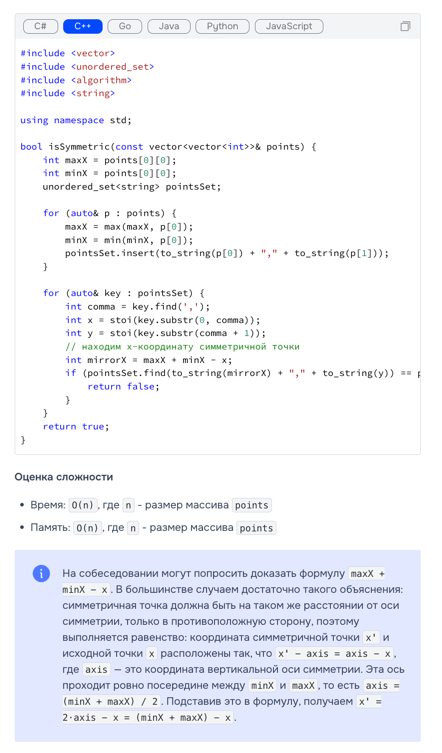 C# C++ Go Java Python JavaScript
#include <vector>
#include <unordered_set>
#include <algorithm>
#include <string>
using namespace std;
bool isSymmetric(const vector<vector<int>>& points) {
    int maxX = points[0][0];
    int minX = points[0][0];
    unordered_set<string> pointsSet;
    for (auto& p : points) {
        maxX = max(maxX, p[0]);
        minX = min(minX, p[0]);
        pointsSet.insert(to_string(p[0]) + "," + to_string(p[1]));
    }
    for (auto& key : pointsSet) {
        int comma = key.find(',');
        int x = stoi(key.substr(0, comma));
        int y = stoi(key.substr(comma + 1));
        // находим x-координату симметричной точки
        int mirrorX = maxX + minX - x;
        if (pointsSet.find(to_string(mirrorX) + "," + to_string(y)) == p
            return false;
        }
    }
    return true;
}
Оценка сложности
• Время: O(n), где n - размер массива points
• Память: O(n), где n - размер массива points
На собеседовании могут попросить доказать формулу maxX +
minX - x. В большинстве случаем достаточно такого объяснения:
симметричная точка должна быть на таком же расстоянии от оси
симметрии, только в противоположную сторону, поэтому
выполняется равенство: координата симметричной точки x' и
исходной точки x расположены так, что x' − axis = axis − x,
где axis — это координата вертикальной оси симметрии. Эта ось
проходит ровно посередине между minX и maxX, то есть axis =
(minX + maxX) / 2. Подставив это в формулу, получаем x' =
2·axis − x = (minX + maxX) − x.